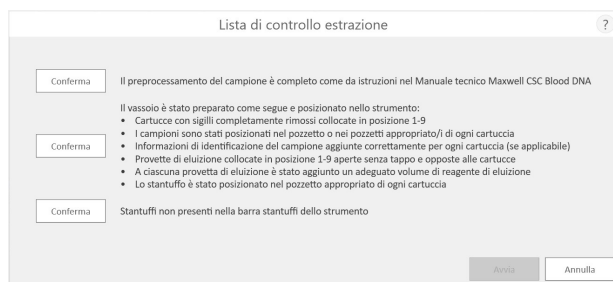 Lista di controllo estrazione
?
Conferma
Il preprocessamento del campione è completo come da istruzioni nel Manuale tecnico Maxwell CSC Blood DNA
Il vassoio è stato preparato come segue e posizionato nello strumento:
• Cartucce con sigilli completamente rimossi collocate in posizione 1-9
• I campioni sono stati posizionati nel pozzetto o nei pozzetti appropriato/i di ogni cartuccia
Conferma
• Informazioni di identificazione del campione aggiunte correttamente per ogni cartuccia (se applicabile)
• Provette di eluizione collocate in posizione 1-9 aperte senza tappo e opposte alle cartucce
• A ciascuna provetta di eluizione è stato aggiunto un adeguato volume di reagente di eluizione
• Lo stantuffo è stato posizionato nel pozzetto appropriato di ogni cartuccia
Conferma
Stantuffi non presenti nella barra stantuffi dello strumento
Avvia
Annulla